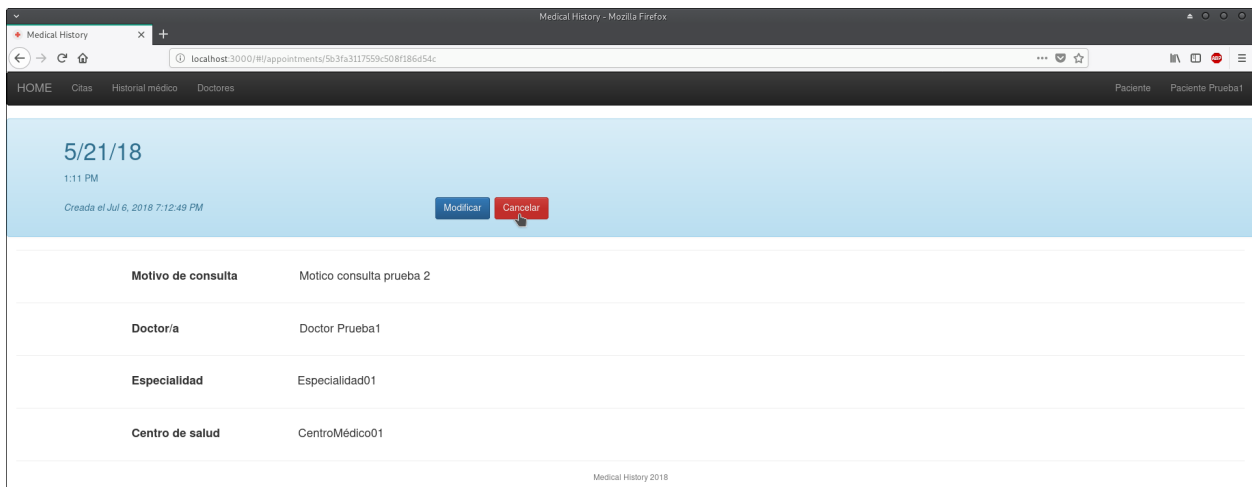 Medical History - Mozilla Firefox
Medical History
localhost:3000/#!/appointments/5b3fa3117559c508f186d54c
ABP
HOME Citas Historial médico Doctores Paciente Paciente Prueba1
5/21/18
1:11 PM
Creada el Jul 6, 2018 7:12:49 PM Modificar Cancelar
Motivo de consulta Motico consulta prueba 2
Doctor/a Doctor Prueba1
Especialidad Especialidad01
Centro de salud CentroMédico01
Medical History 2018